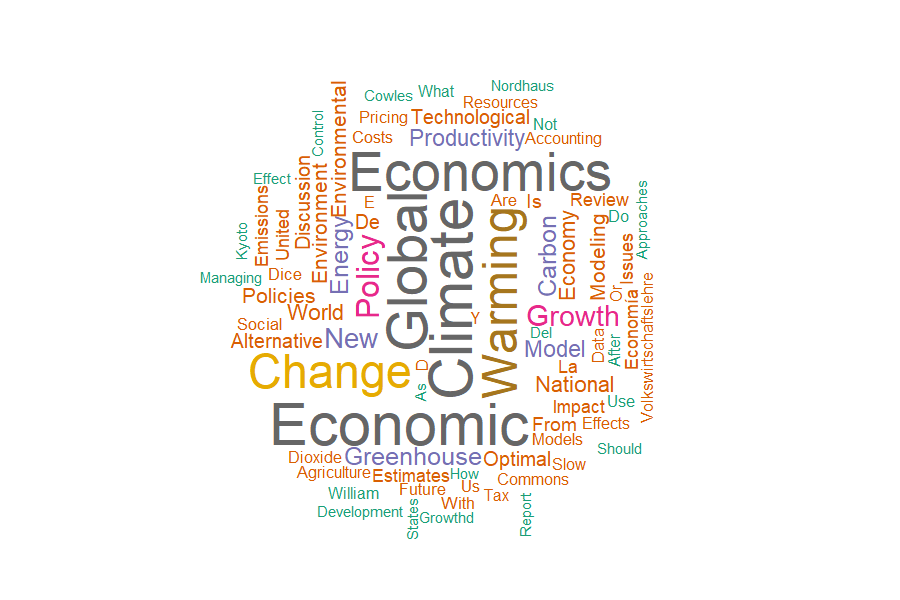 Nordhaus
Cowles
What
Resources
Pricing
Technological
Control
Environmental
Costs
Productivity
Not
Accounting
Economics
Effect
Discussion
Environment
Emissions
United
E
De
Are
Is
Review
Do
Approaches
Kyoto
Energy
Policy
Global
Climate
Warming
Carbon
Economy
Modeling
Issues
Managing
Dice
Policies
World
Or
Economía
Volkswirtschaftslehre
Social
Alternative
New
Y
Growth
Del
Model
Data
After
Change
D
As
La
National
Economic
Impact
Use
From
Effects
Models
Dioxide
Greenhouse
Optimal
Slow
Should
Agriculture
Estimates
How
Commons
William
Future
Us
With
Tax
Development
States
Growthd
Report